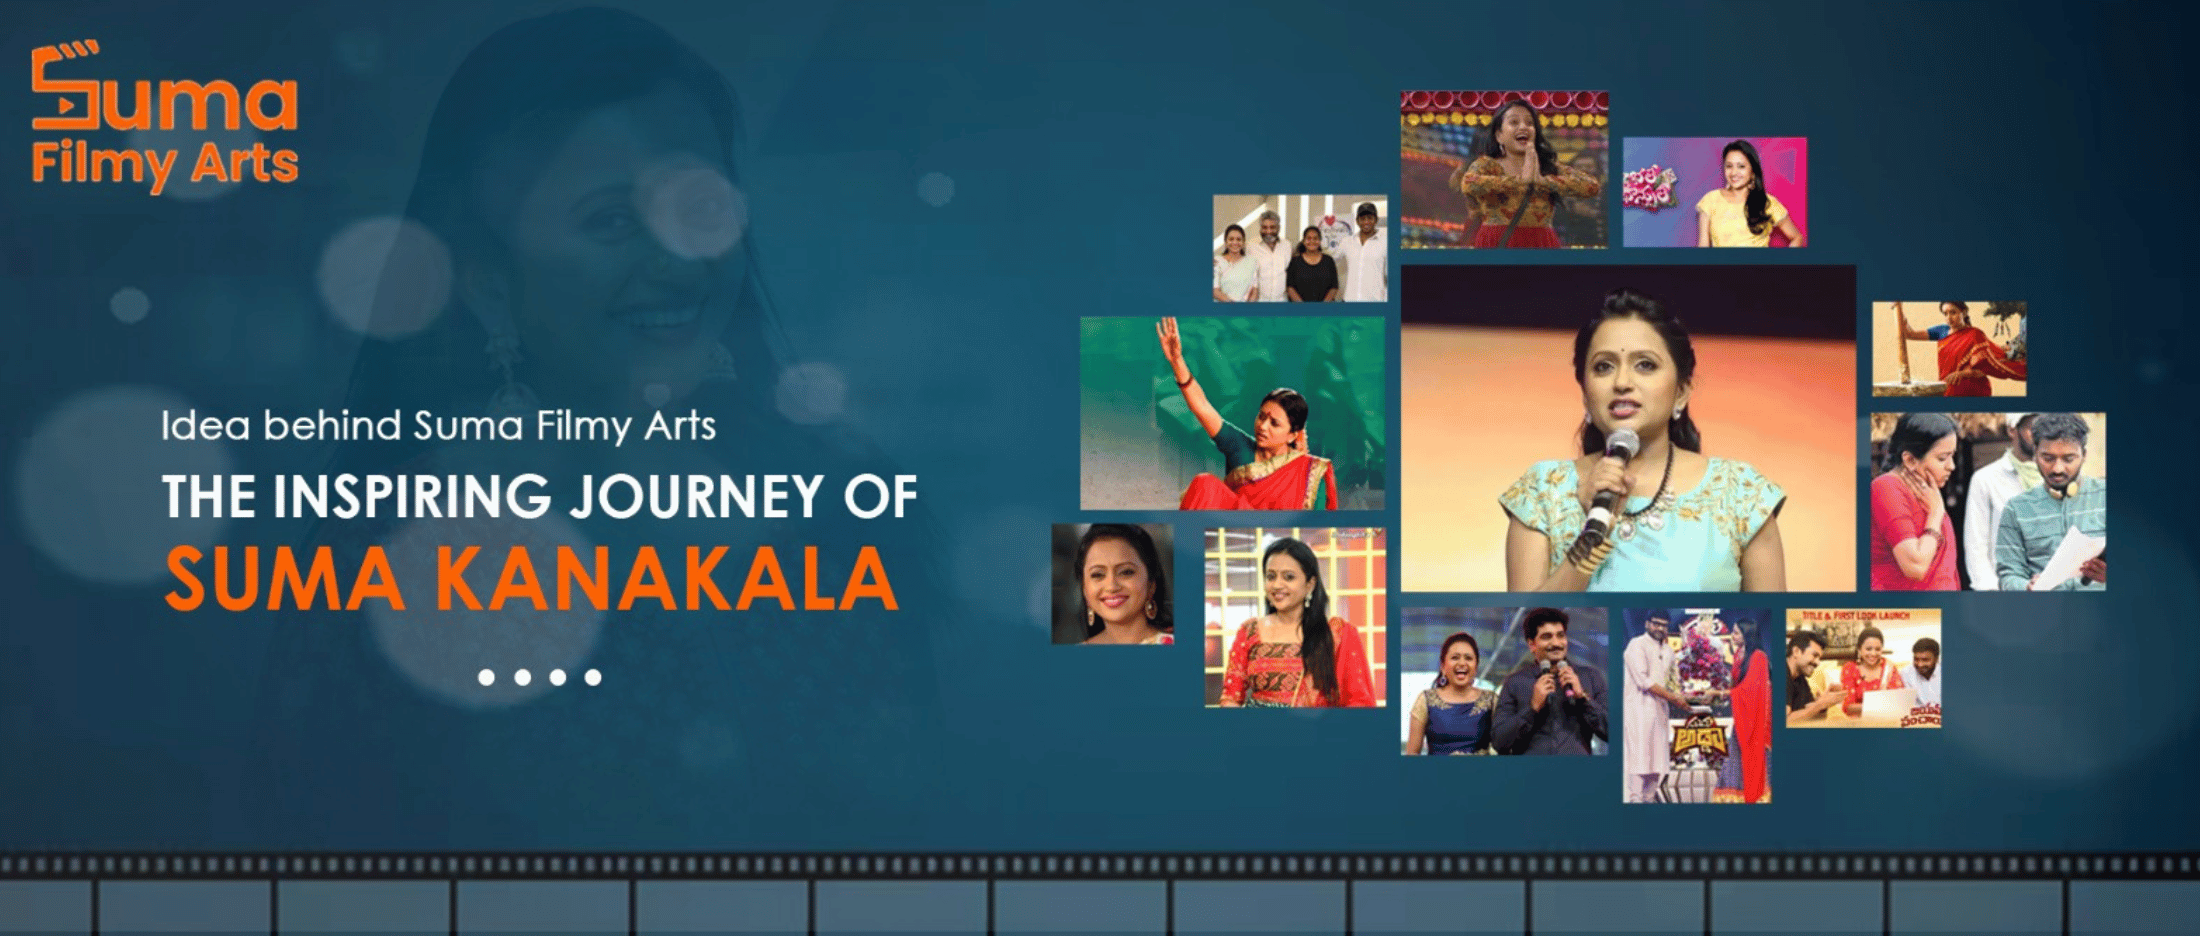 Suma
Filmy Arts
Idea behind Suma Filmy Arts
THE INSPIRING JOURNEY OF
SUMA KANAKALA
TITLE & FIRST LOOK LAUNCH